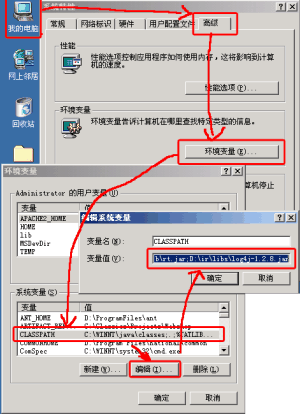 我的电脑
网上邻居
回收站
系统特性
常规
网络标识
硬件
用户配置文件
高级
性能
性能选项控制应用程序如何使用内存，这将影响到计算机的速度。
性能选项(P)...
环境变量
环境变量告诉计算机在哪里查找特定类型的信息。
环境变量(E)...
环境变量
Administrator 的用户变量(U)
变量
值
APACHES_HOME
HOME
lib
MSDevDir
TEMP
编辑系统变量
变量名(N):
CLASSPATH
变量值(V):
b\rt.jar;D:\ir\libs\log4j-1.2.8.jar
确定
取消
系统变量(S)
变量
值
ANT_HOME
D:\ProgramFiles\ant
CLASSPATH
C:\WINNT\java\classes;.;%CATLIB...
COMMONHOME
ComSpec
C:\WINNT\system32\cmd.exe
新建(W)...
编辑(I)...
删除(L)
确定
取消